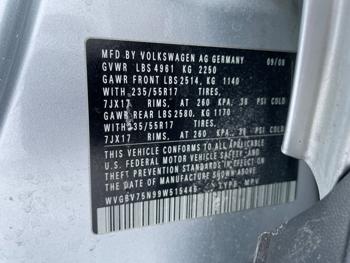 MFD.BY VOLKSWAGEN AG GERMANY 09/08
GVWR LBS 4961 KG 2250
GAWR FRONT LBS 2514, KG 1140
WITH 235/55R17 TIRES,
7JX17 RIMS, AT 260 KPA, 38 PSI COLD
GAWR REAR LBS 2580, KG 1170
WITH 235/55R17 TIRES,
7JX17 RIMS, AT 260 KPA, 38 PSI COLD
THIS VEHICLE CONFORMS TO ALL APPLICABLE
U.S. FEDERAL MOTOR VEHICLE SAFETY AND
THEFT PREVENTION STANDARDS IN EFFECT ON
THE DATE OF MANUFACTURE SHOWN ABOVE
TYPE: MPV